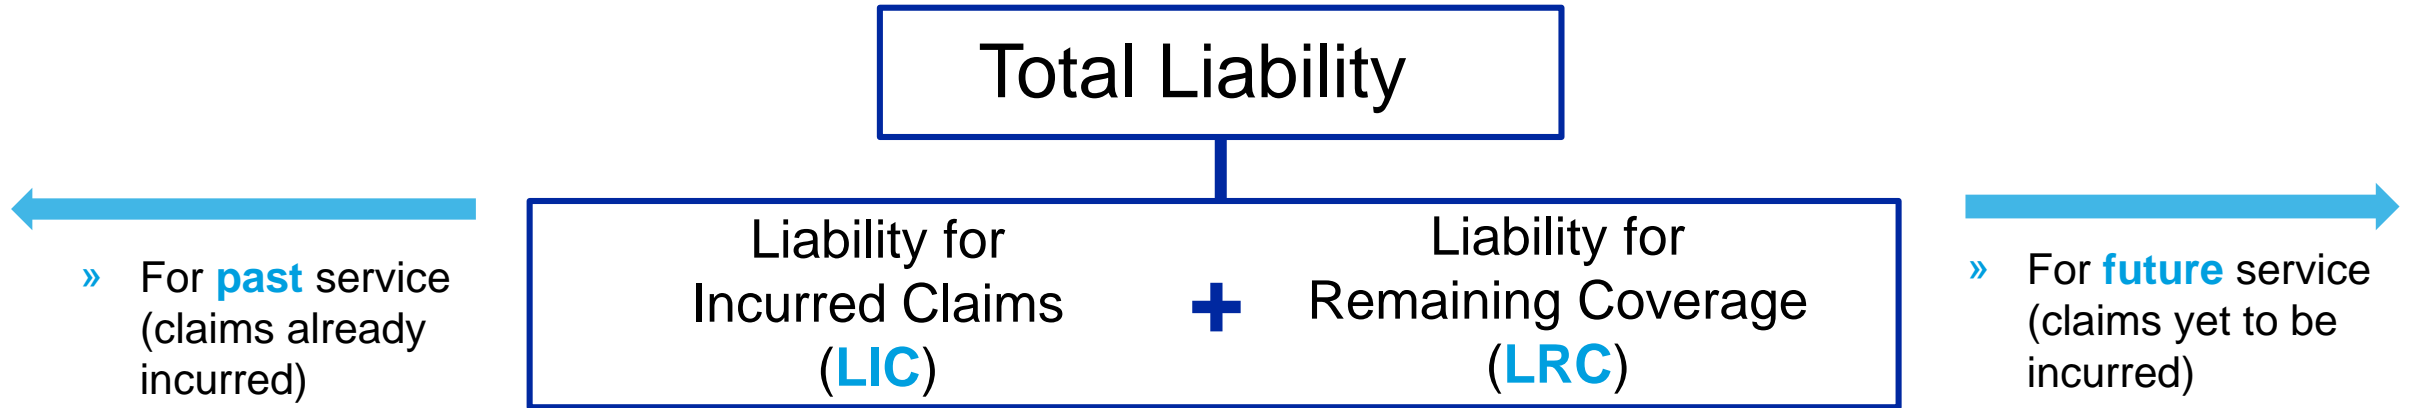 Total Liability
» For past service
(claims already
incurred)
Liability for
Incurred Claims
(LIC)
+
Liability for
Remaining Coverage
(LRC)
» For future service
(claims yet to be
incurred)